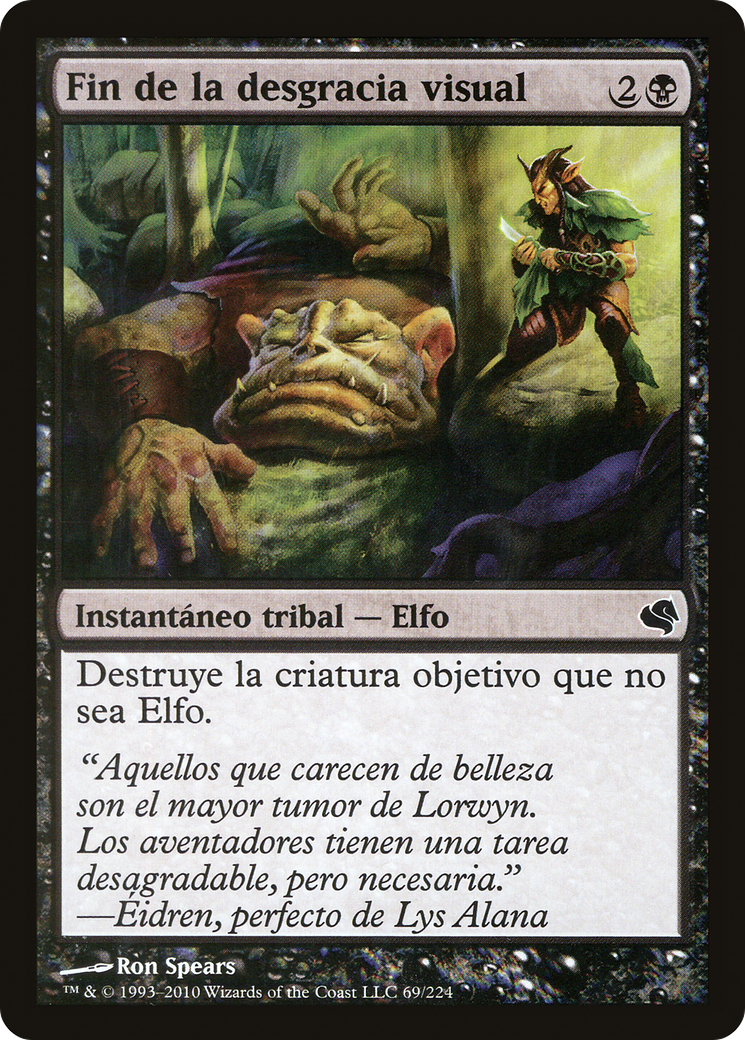 Fin de la desgracia visual 2
Instantáneo tribal — Elfo
Destruye la criatura objetivo que no
sea Elfo.
“Aquellos que carecen de belleza
son el mayor tumor de Lorwyn.
Los aventadores tienen una tarea
desagradable, pero necesaria.”
—Éidren, perfecto de Lys Alana
Ron Spears
™ & © 1993–2010 Wizards of the Coast LLC 69/224